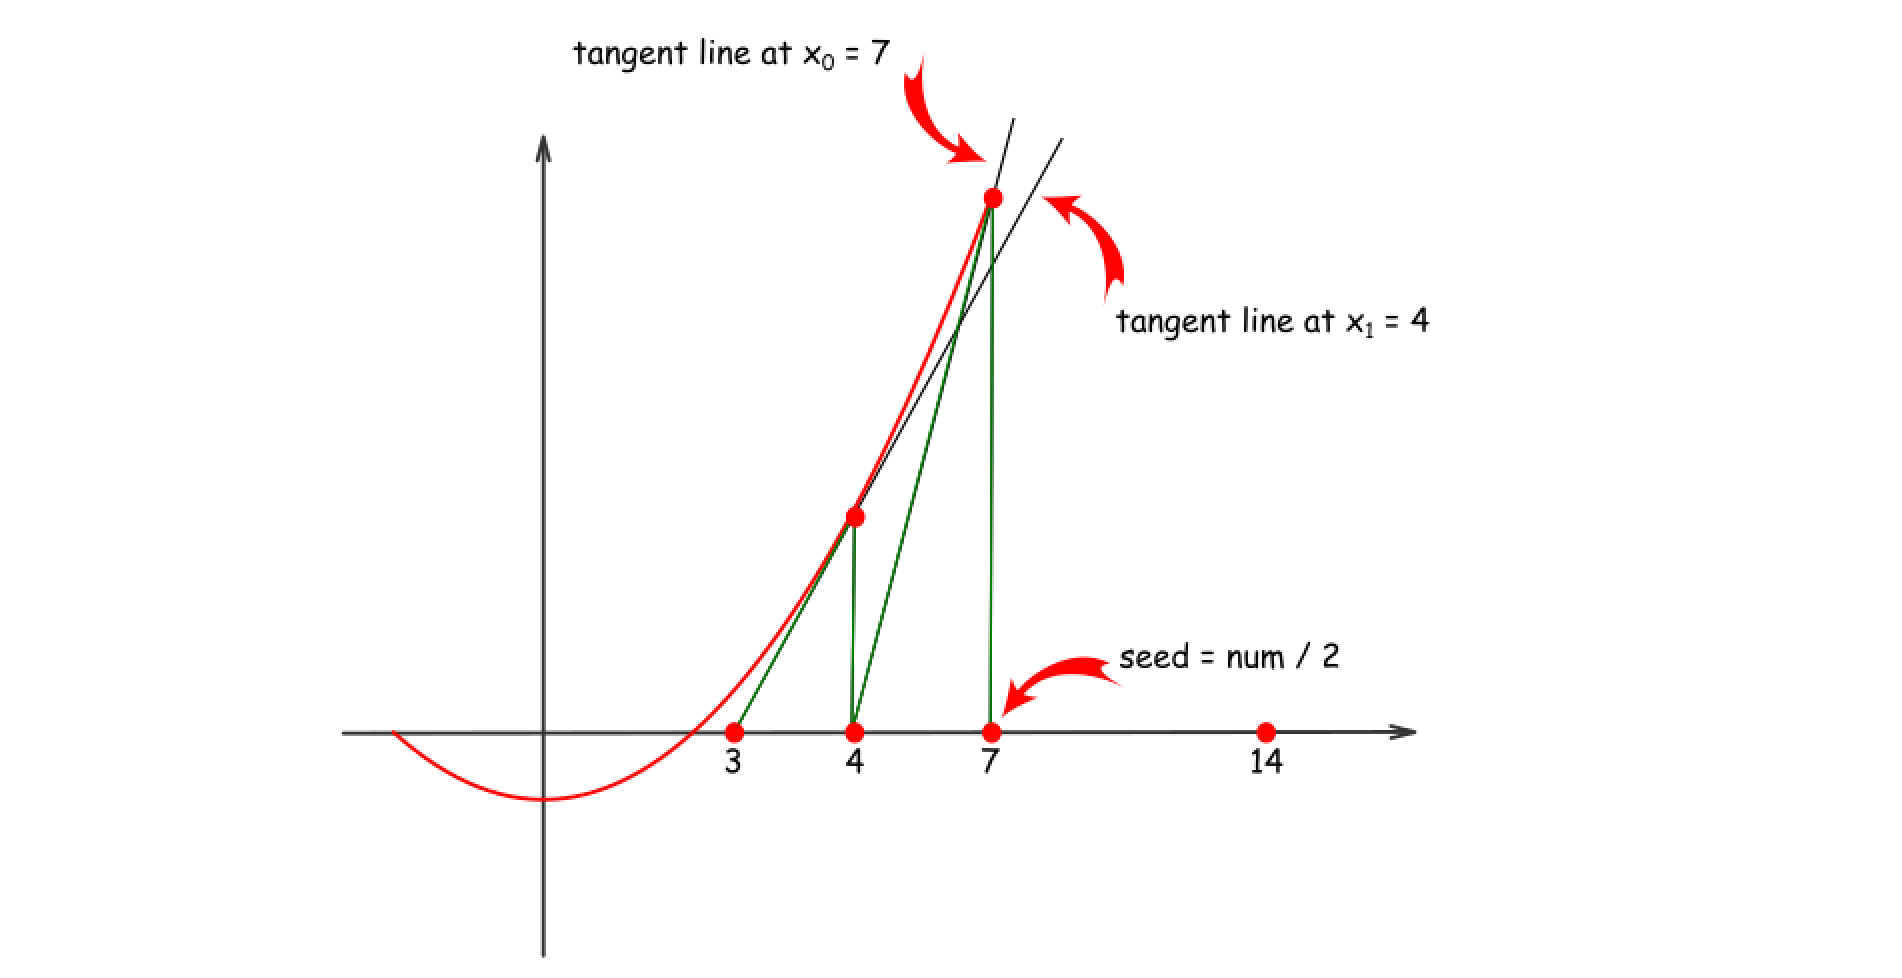 tangent line at x₀ = 7
tangent line at x₁ = 4
seed = num / 2
3
4
7
14